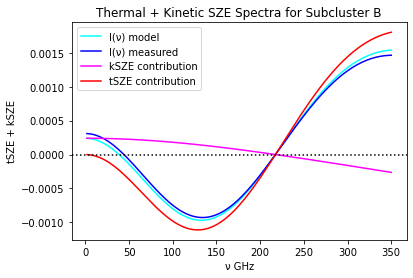 Thermal + Kinetic SZE Spectra for Subcluster B
I(ν) model
I(ν) measured
kSZE contribution
tSZE contribution
tSZE + kSZE
0.0015
0.0010
0.0005
0.0000
−0.0005
−0.0010
0 50 100 150 200 250 300 350
ν GHz